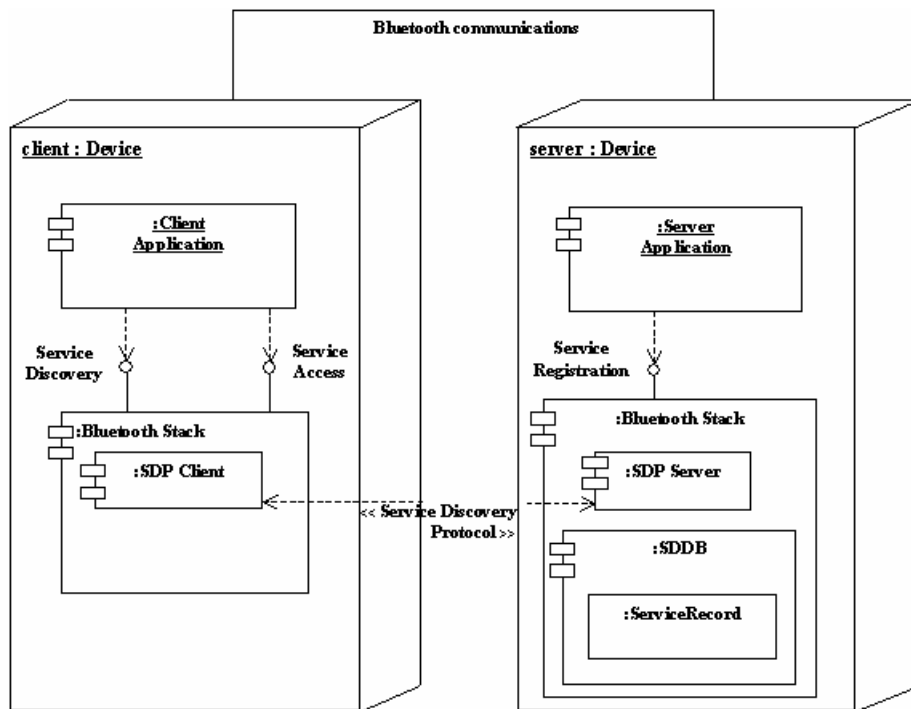 Bluetooth communications
client : Device
:Client
Application
Service
Discovery
Service
Access
:Bluetooth Stack
:SDP Client
<< Service Discovery
Protocol >>
server : Device
:Server
Application
Service
Registration
:Bluetooth Stack
:SDP Server
:SDDB
:ServiceRecord